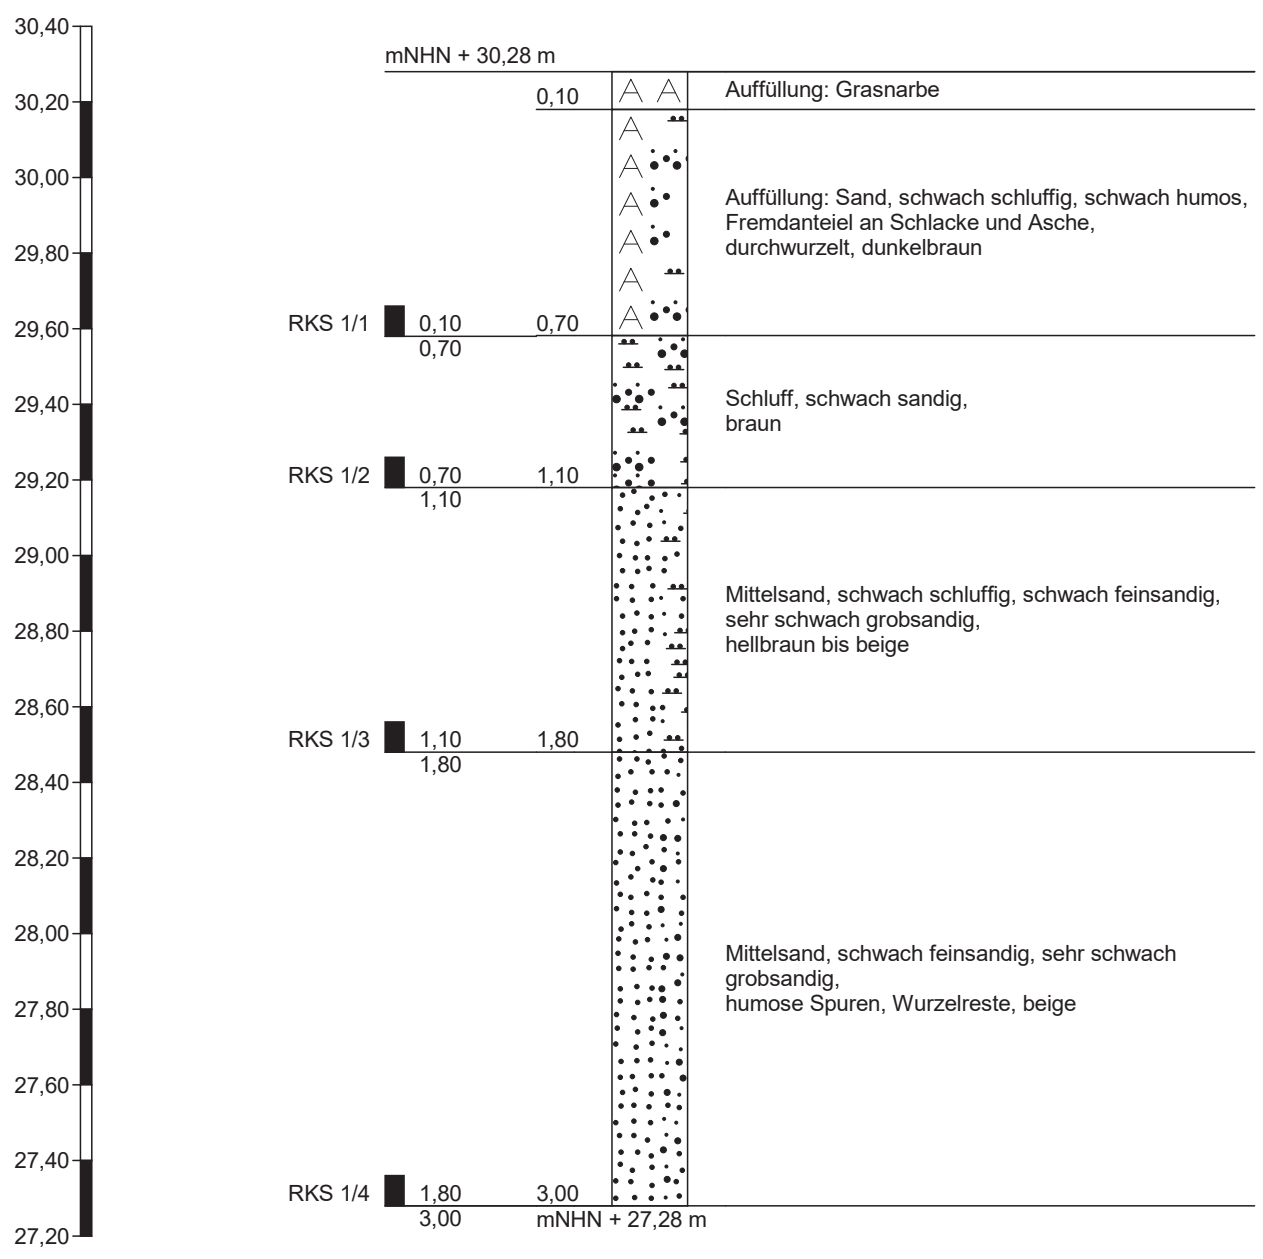 30,40
mNHN + 30,28 m
Auffüllung: Grasnarbe
0,10
30,20
30,00
Auffüllung: Sand, schwach schluffig, schwach humos,
Fremdanteiel an Schlacke und Asche,
durchwurzelt, dunkelbraun
29,80
29,60
RKS 1/1 0,10 0,70
0,70
29,40
Schluff, schwach sandig,
braun
29,20
RKS 1/2 0,70 1,10
1,10
29,00
Mittelsand, schwach schluffig, schwach feinsandig,
sehr schwach grobsandig,
hellbraun bis beige
28,80
28,60
RKS 1/3 1,10 1,80
1,80
28,40
28,20
28,00
Mittelsand, schwach feinsandig, sehr schwach
grobsandig,
humose Spuren, Wurzelreste, beige
27,80
27,60
27,40
RKS 1/4 1,80 3,00
3,00 mNHN + 27,28 m
27,20